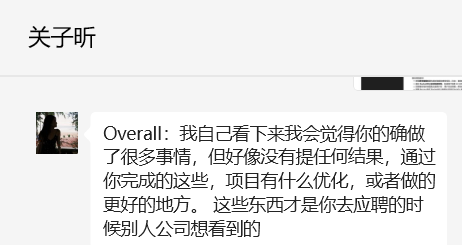 关子昕
Overall：我自己看下来我会觉得你的确做
了很多事情，但好像没有提任何结果，通过
你完成的这些，项目有什么优化，或者做的
更好的地方。 这些东西才是你去应聘的时
候别人公司想看到的